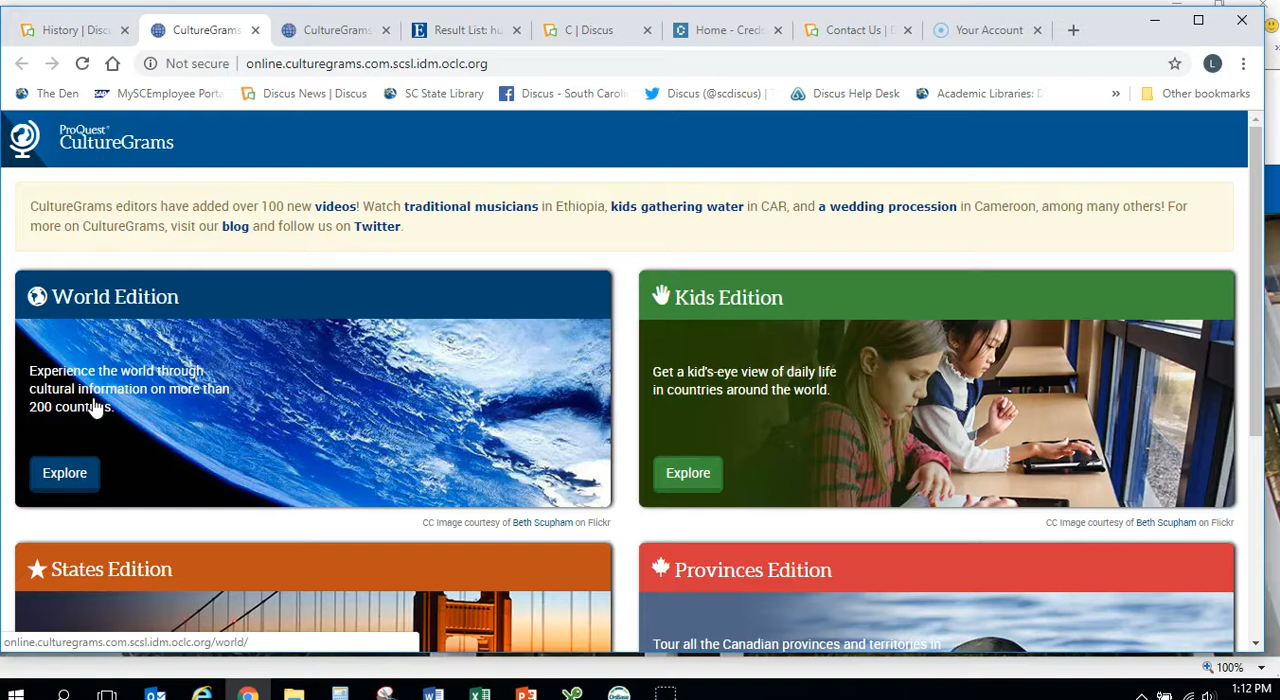 History | Discu
CultureGrams
CultureGrams
Result List: hu
C | Discus
Home - Credo
Contact Us | D
Your Account
Not secure
online.culturegrams.com.scsl.idm.oclc.org
L
The Den
MySCEmployee Porta
Discus News | Discus
SC State Library
Discus - South Caroli
Discus (@scdiscus) | T
Discus Help Desk
Academic Libraries: D
»
Other bookmarks
ProQuest®
CultureGrams
CultureGrams editors have added over 100 new videos! Watch traditional musicians in Ethiopia, kids gathering water in CAR, and a wedding procession in Cameroon, among many others! For
more on CultureGrams, visit our blog and follow us on Twitter.
World Edition
Experience the world through
cultural information on more than
200 countries.
Explore
CC Image courtesy of Beth Scupham on Flickr
Kids Edition
Get a kid's-eye view of daily life
in countries around the world.
Explore
CC Image courtesy of Beth Scupham on Flickr
States Edition
Provinces Edition
Tour all the Canadian provinces and territories in
online.culturegrams.com.scsl.idm.oclc.org/world/
100%
1:12 PM